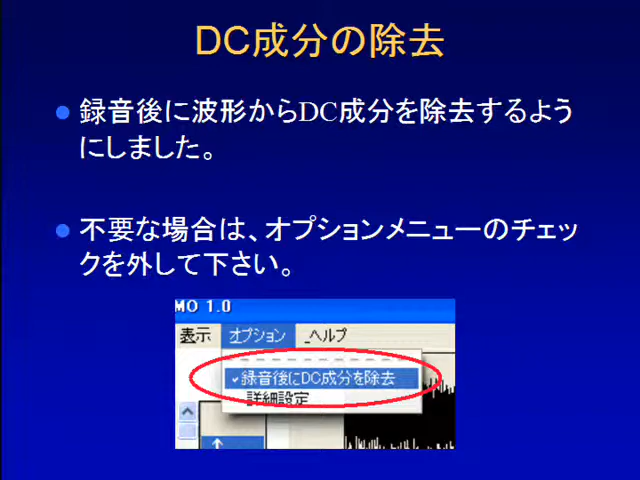 DC成分の除去
録音後に波形からDC成分を除去するよう
にしました。
不要な場合は、オプションメニューのチェッ
クを外して下さい。
MO 1.0
表示 オプション ヘルプ
録音後にDC成分を除去
詳細設定